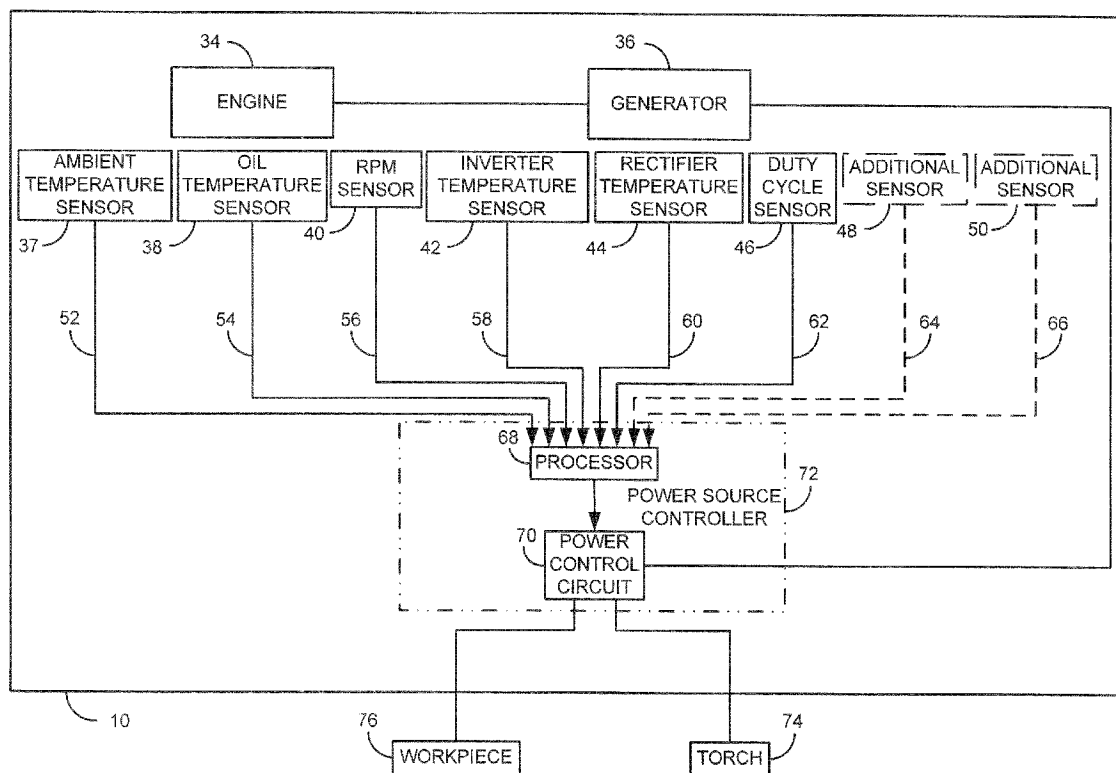 34
36
ENGINE
GENERATOR
AMBIENT
TEMPERATURE
SENSOR
OIL
TEMPERATURE
SENSOR
RPM
SENSOR
INVERTER
TEMPERATURE
SENSOR
RECTIFIER
TEMPERATURE
SENSOR
DUTY
CYCLE
SENSOR
ADDITIONAL
SENSOR
ADDITIONAL
SENSOR
37
38
40
42
44
46
48
50
52
54
56
58
60
62
64
66
68
PROCESSOR
72
POWER SOURCE
CONTROLLER
70
POWER
CONTROL
CIRCUIT
10
76
WORKPIECE
74
TORCH